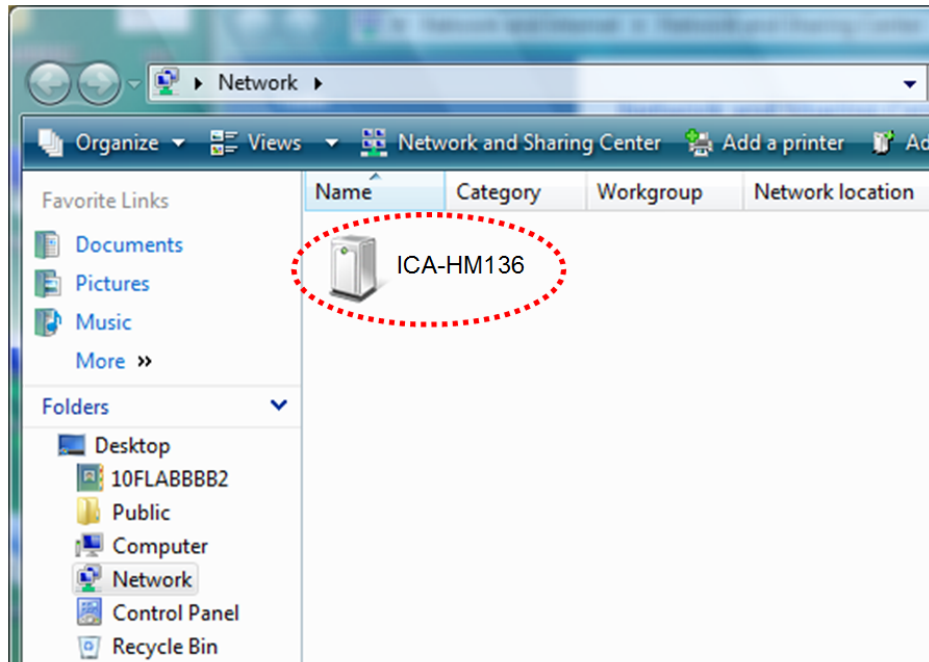 Network
Organize Views Network and Sharing Center Add a printer Ad
Favorite Links
Documents
Pictures
Music
More »
Folders
Desktop
10FLABBBB2
Public
Computer
Network
Control Panel
Recycle Bin
Name Category Workgroup Network location
ICA-HM136